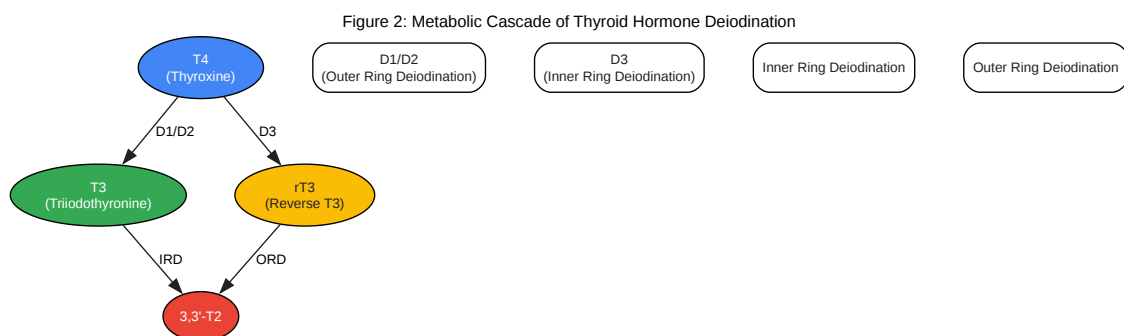 Figure 2: Metabolic Cascade of Thyroid Hormone Deiodination
T4
(Thyroxine)
D1/D2
(Outer Ring Deiodination)
D3
(Inner Ring Deiodination)
Inner Ring Deiodination
Outer Ring Deiodination
D1/D2
D3
T3
(Triiodothyronine)
rT3
(Reverse T3)
IRD
ORD
3,3'-T2